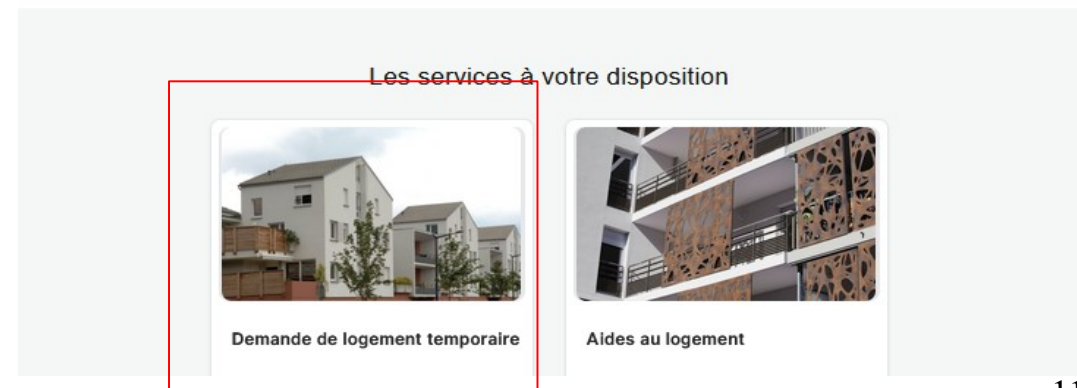 Les services à votre disposition
Demande de logement temporaire
Aides au logement